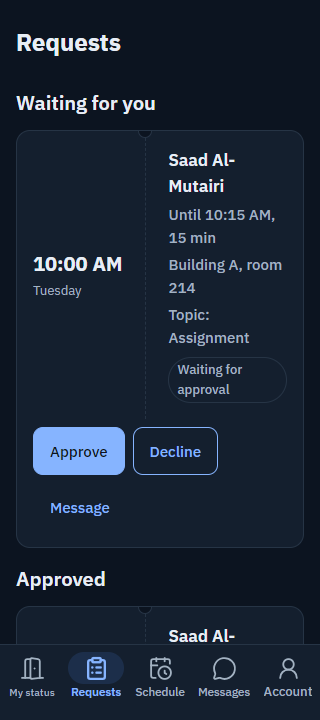 Requests
Waiting for you
10:00 AM
Tuesday
Saad Al-
Mutairi
Until 10:15 AM,
15 min
Building A, room
214
Topic:
Assignment
Waiting for
approval
Approve
Decline
Message
Approved
Saad Al-
My status
Requests
Schedule
Messages
Account